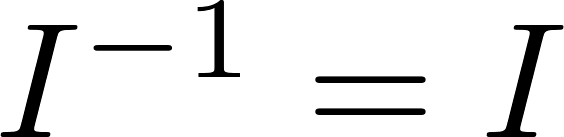 I⁻¹ = I